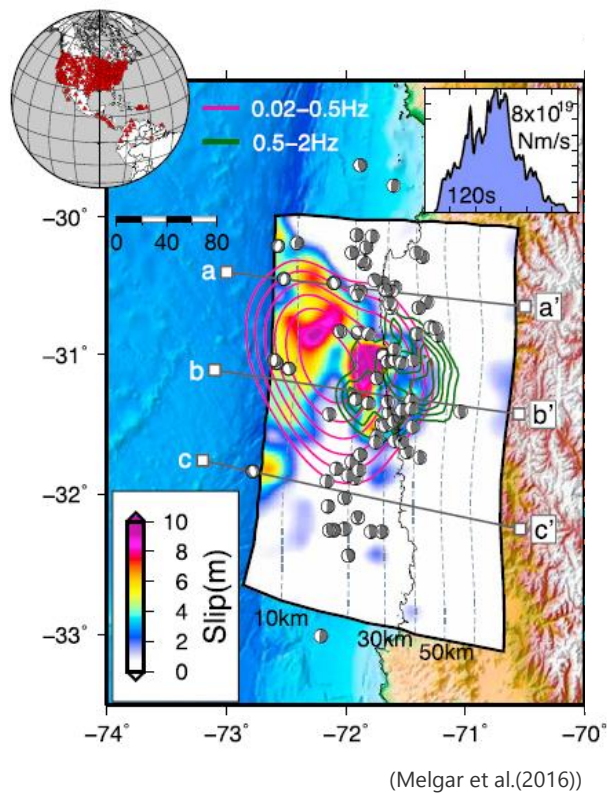 0.02–0.5Hz
0.5–2Hz
8x10¹⁹
Nm/s
120s
0 40 80
−30°
−31°
−32°
−33°
a
a'
b
b'
c
c'
10
8
6
4
2
0
Slip(m)
10km
30km
50km
−74° −73° −72° −71° −70°
(Melgar et al.(2016))